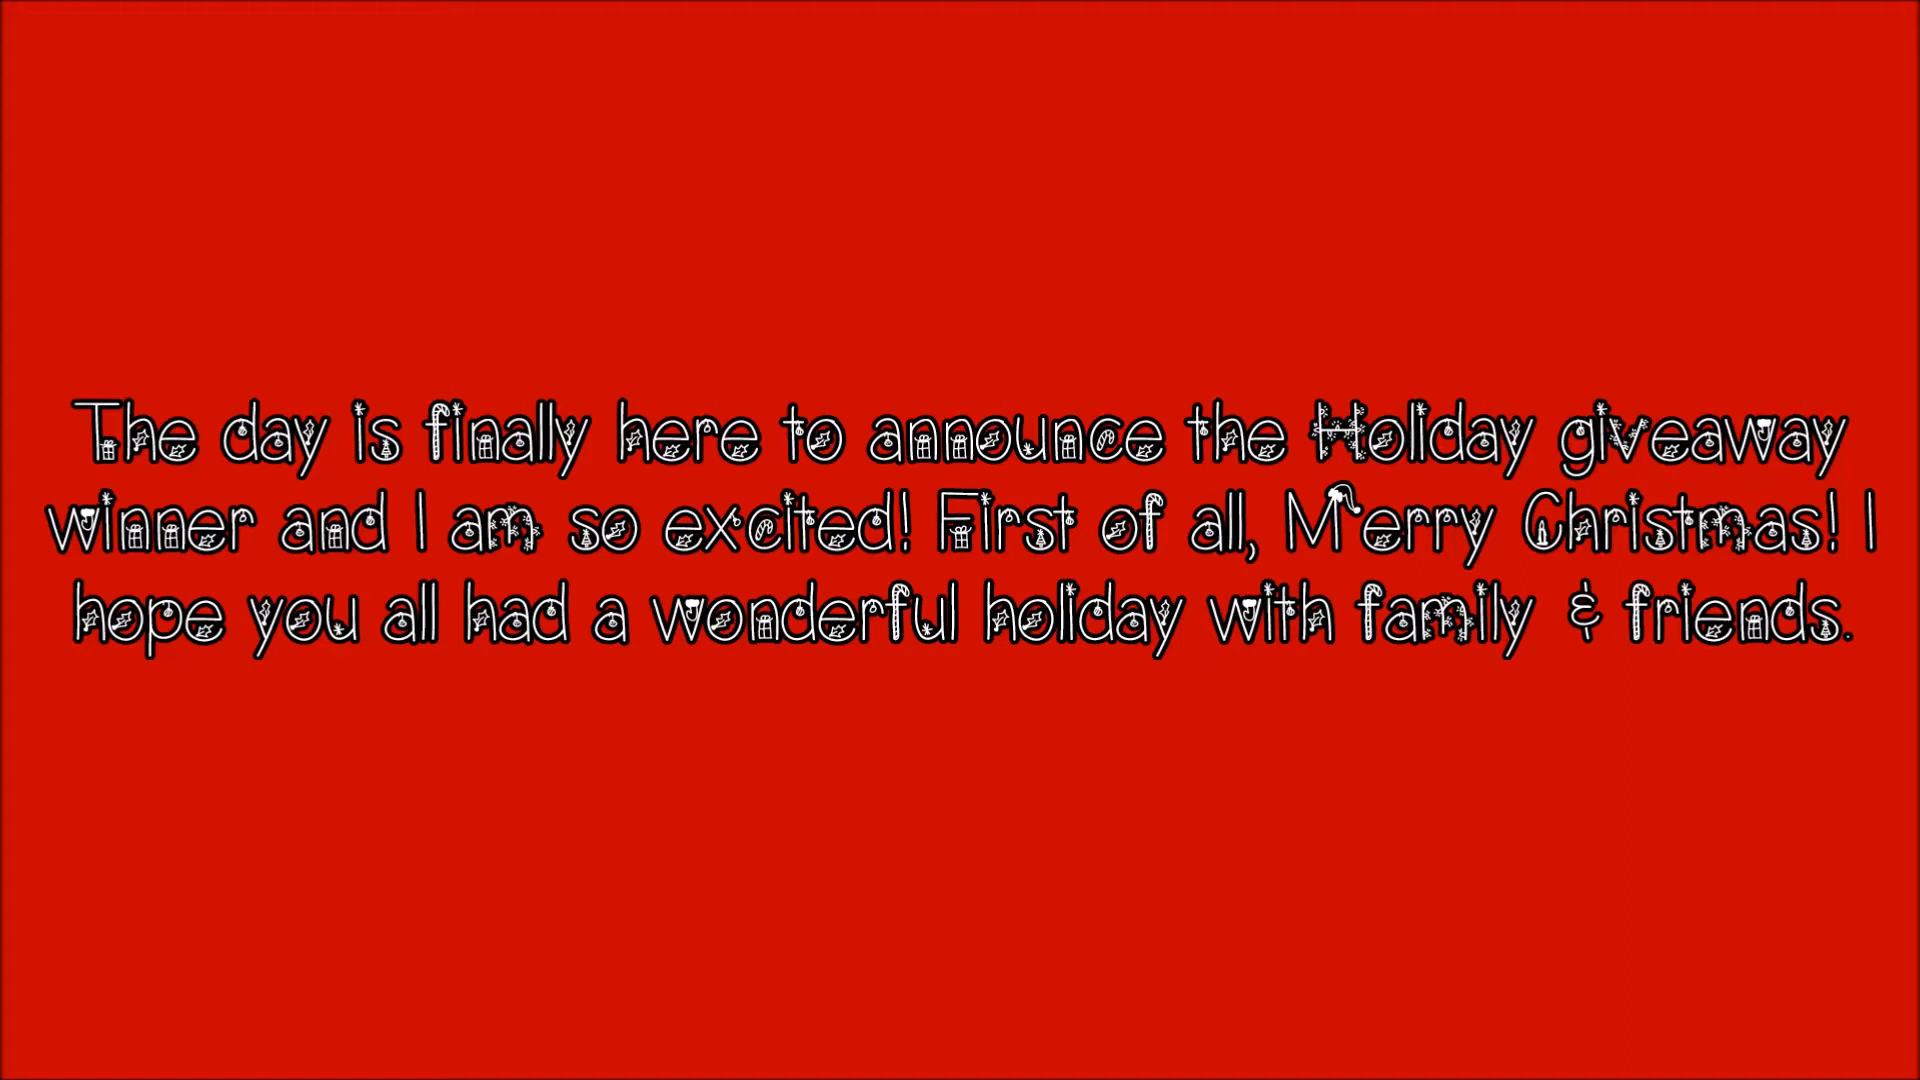 The day is finally here to announce the Holiday giveaway
winner and I am so excited! First of all, Merry Christmas! I
hope you all had a wonderful holiday with family & friends.